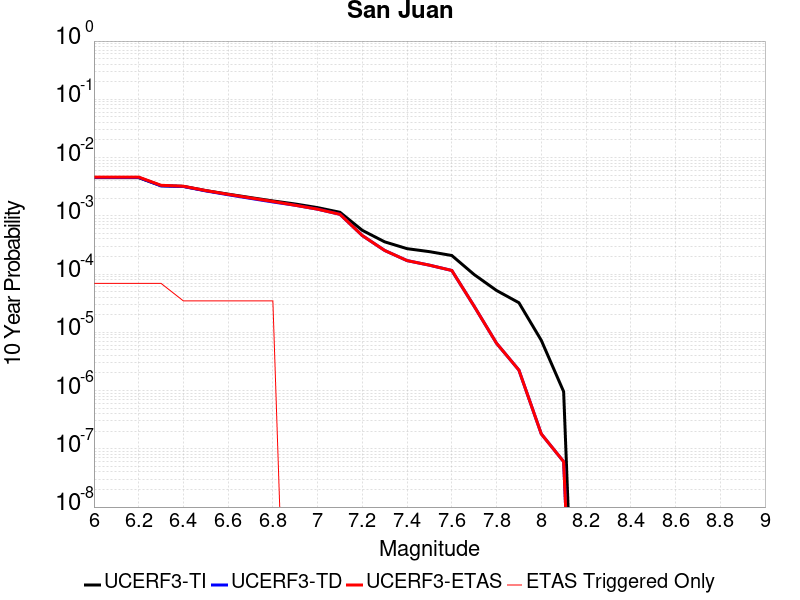 San Juan
10^0
10^-1
10^-2
10^-3
10^-4
10^-5
10^-6
10^-7
10^-8
10 Year Probability
6 6.2 6.4 6.6 6.8 7 7.2 7.4 7.6 7.8 8 8.2 8.4 8.6 8.8 9
Magnitude
UCERF3-TI UCERF3-TD UCERF3-ETAS ETAS Triggered Only